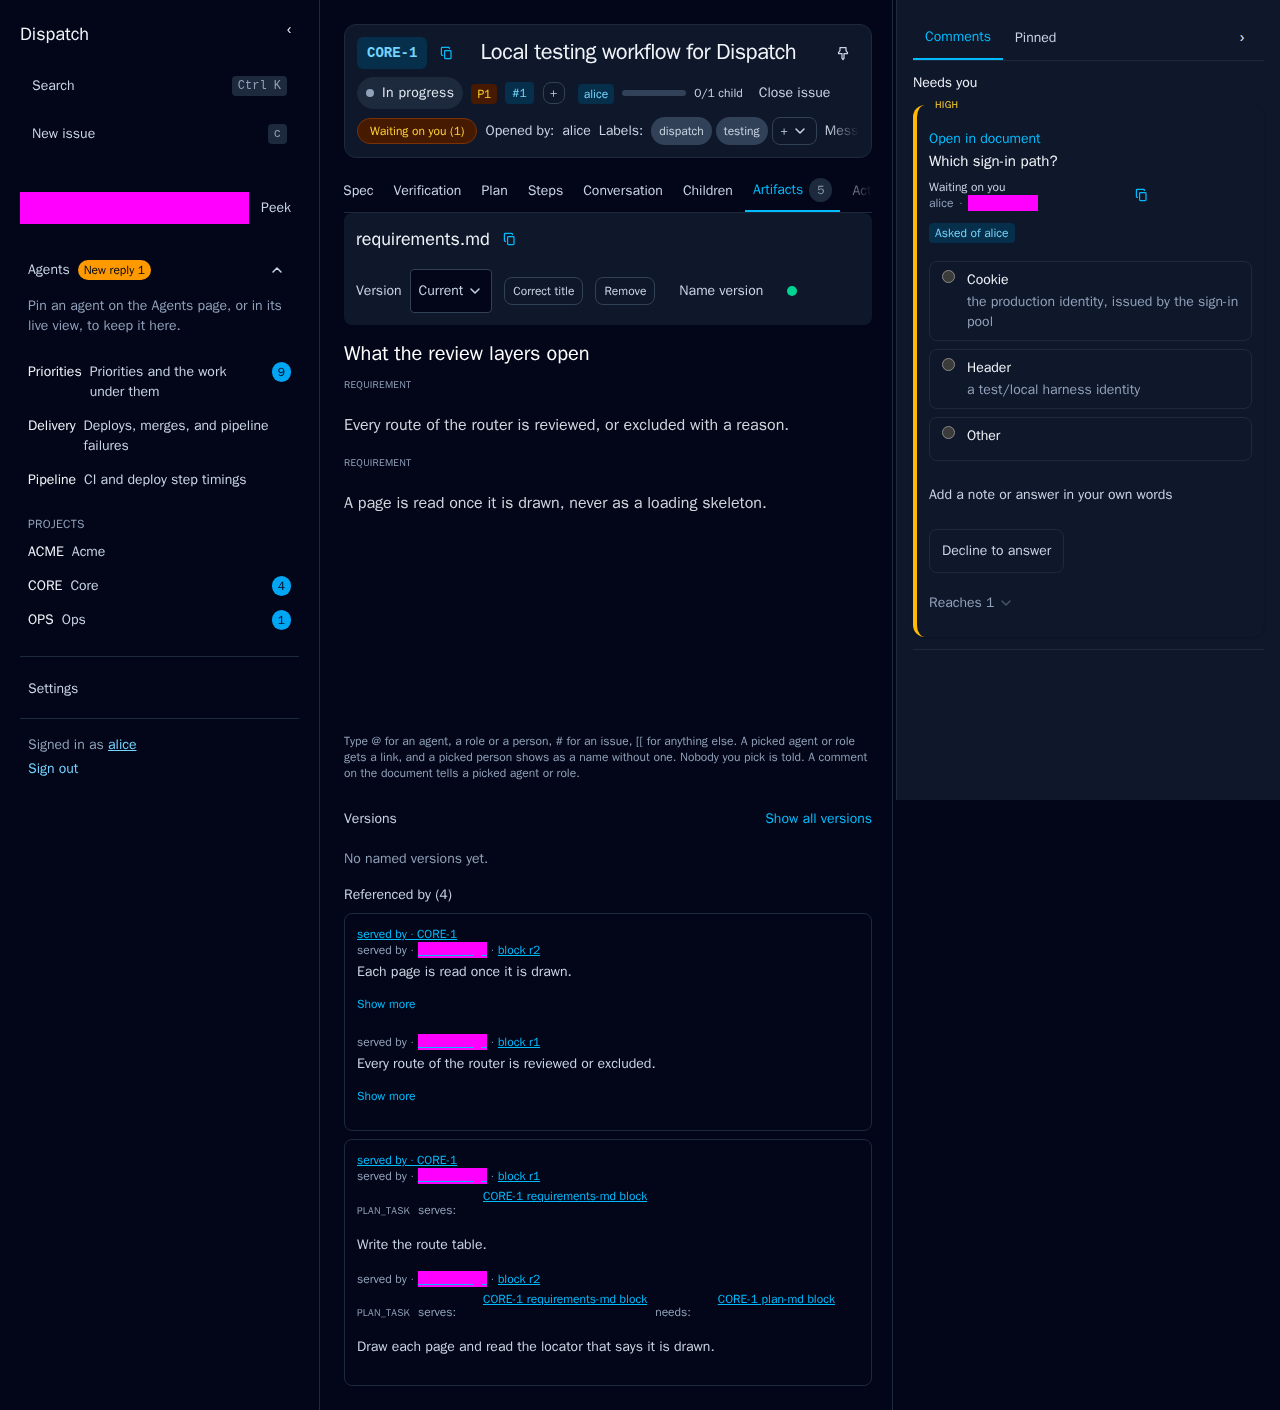 Dispatch
Search
Ctrl K
New issue
C
Peek
Agents
New reply 1
Pin an agent on the Agents page, or in its
live view, to keep it here.
Priorities
Priorities and the work
under them
9
Delivery
Deploys, merges, and pipeline
failures
Pipeline
CI and deploy step timings
PROJECTS
ACME
Acme
CORE
Core
4
OPS
Ops
1
Settings
Signed in as alice
Sign out
CORE-1
Local testing workflow for Dispatch
In progress
P1
#1
+
alice
0/1 child
Close issue
Waiting on you (1)
Opened by:
alice
Labels:
dispatch
testing
+
Mess
Spec
Verification
Plan
Steps
Conversation
Children
Artifacts
5
Act
requirements.md
Version
Current
Correct title
Remove
Name version
What the review layers open
REQUIREMENT
Every route of the router is reviewed, or excluded with a reason.
REQUIREMENT
A page is read once it is drawn, never as a loading skeleton.
Type @ for an agent, a role or a person, # for an issue, [[ for anything else. A picked agent or role
gets a link, and a picked person shows as a name without one. Nobody you pick is told. A comment
on the document tells a picked agent or role.
Versions
Show all versions
No named versions yet.
Referenced by (4)
served by · CORE-1
served by ·
· block r2
Each page is read once it is drawn.
Show more
served by ·
· block r1
Every route of the router is reviewed or excluded.
Show more
served by · CORE-1
served by ·
· block r1
CORE-1 requirements-md block
PLAN_TASK
serves:
Write the route table.
served by ·
· block r2
CORE-1 requirements-md block
CORE-1 plan-md block
PLAN_TASK
serves:
needs:
Draw each page and read the locator that says it is drawn.
Comments
Pinned
Needs you
HIGH
Open in document
Which sign-in path?
Waiting on you
alice ·
Asked of alice
Cookie
the production identity, issued by the sign-in
pool
Header
a test/local harness identity
Other
Add a note or answer in your own words
Decline to answer
Reaches 1